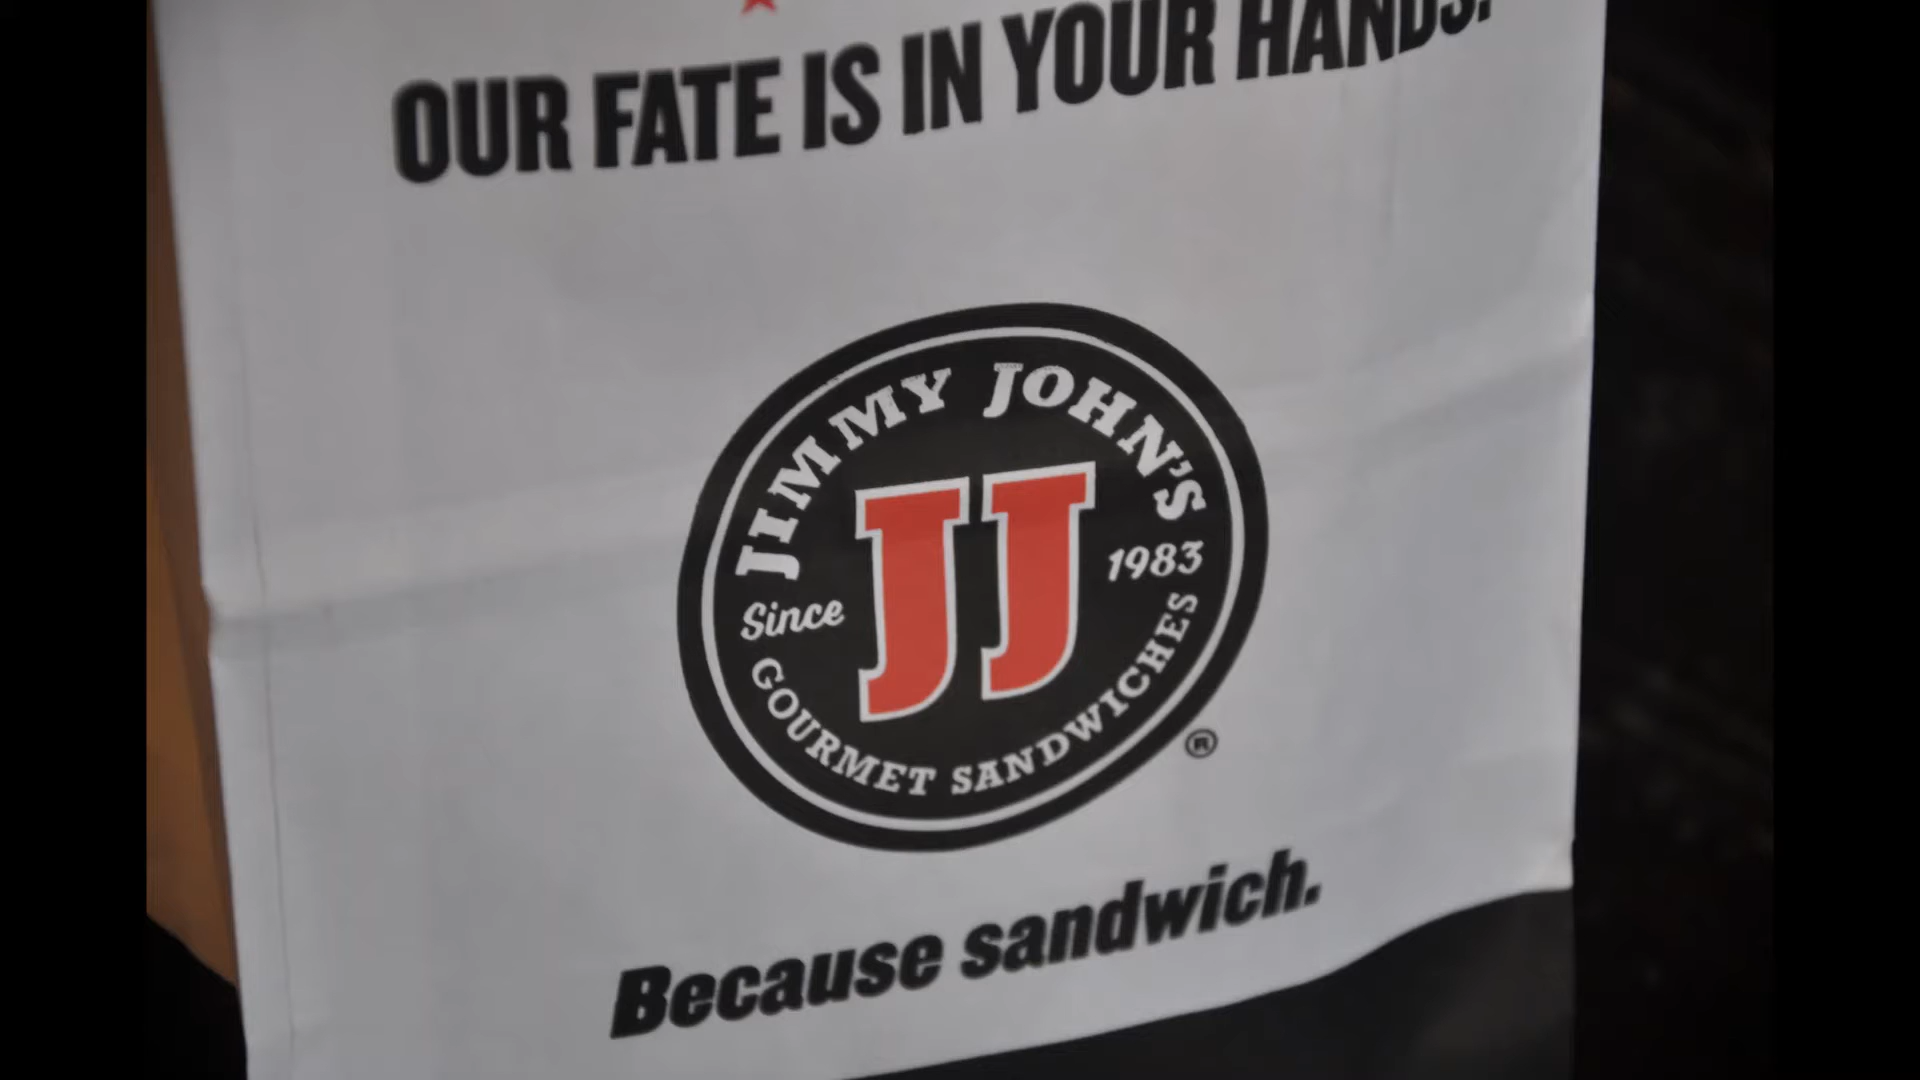 OUR FATE IS IN YOUR HANDS.
JIMMY JOHN'S
JJ
Since 1983
GOURMET SANDWICHES
®
Because sandwich.